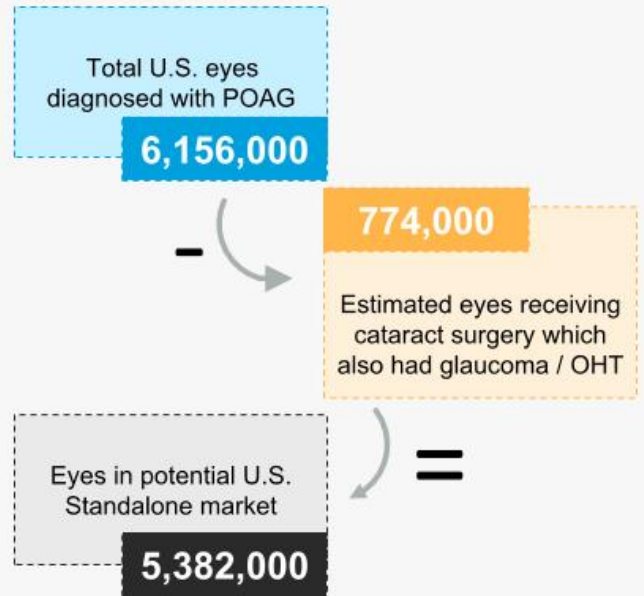 Total U.S. eyes
diagnosed with POAG
6,156,000
-
774,000
Estimated eyes receiving
cataract surgery which
also had glaucoma / OHT
=
Eyes in potential U.S.
Standalone market
5,382,000